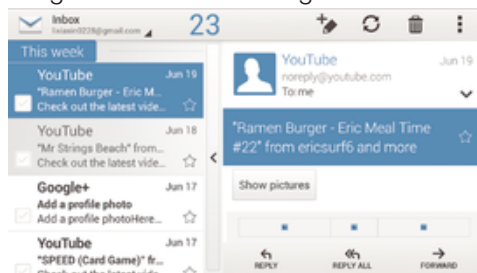 Inbox
23
This week
YouTube
Jun 19
"Ramen Burger - Eric M...
Check out the latest vide...
YouTube
Jun 18
"Mr Strings Beach" from...
Check out the latest vide...
Google+
Jun 17
Add a profile photo
Add a profile photoHere...
YouTube
Jun 17
"SPEED (Card Game)" fr...
YouTube
Jun 19
noreply@youtube.com
To: me
"Ramen Burger - Eric Meal Time
#22" from ericsurf6 and more
Show pictures
REPLY
REPLY ALL
FORWARD